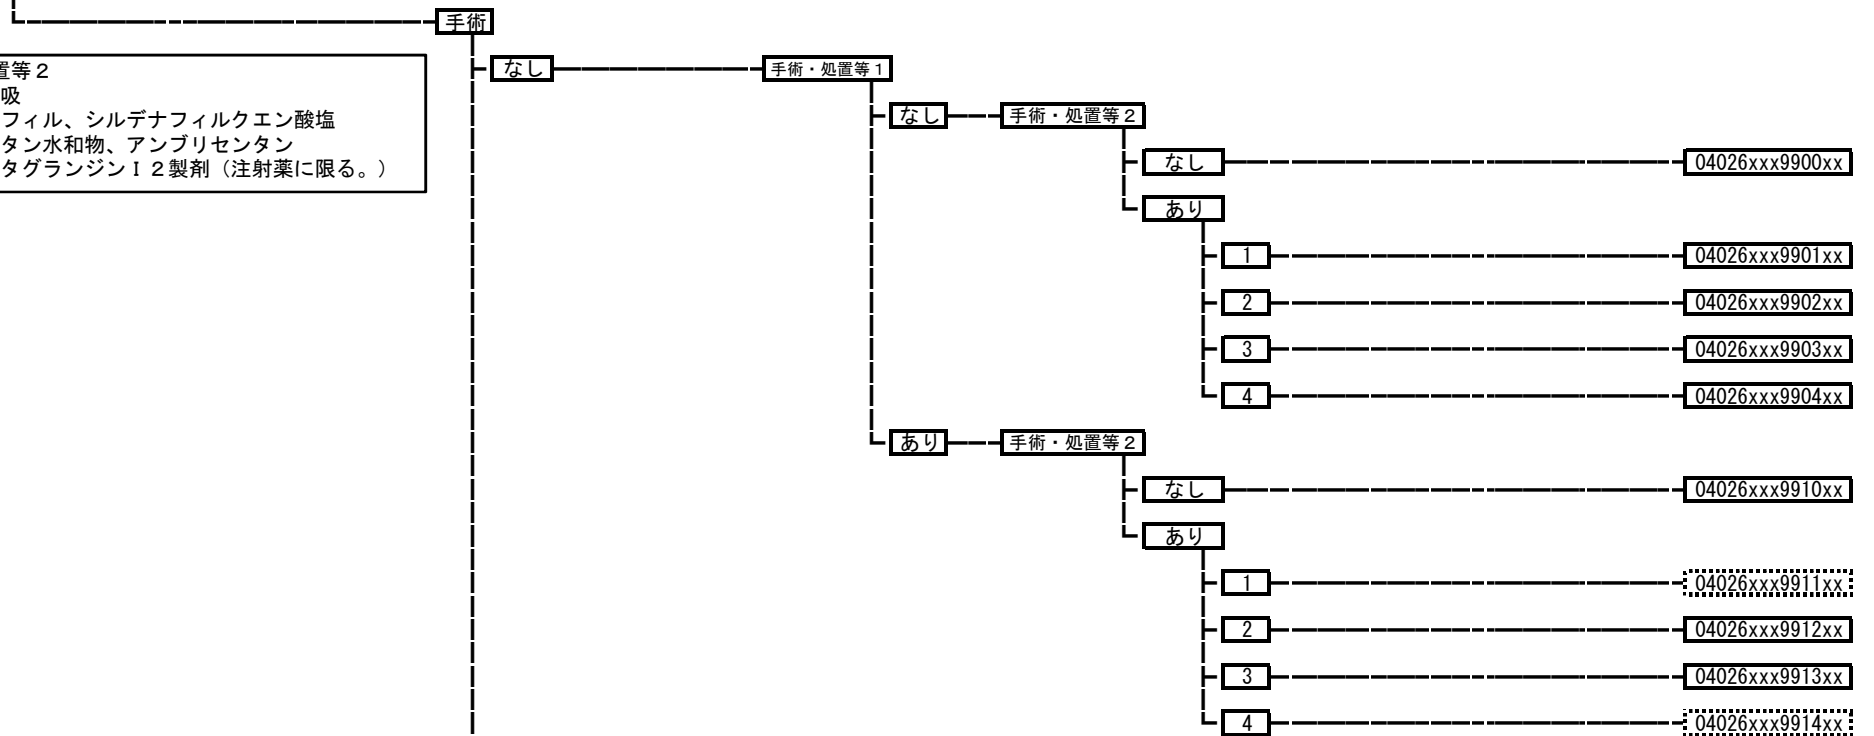 手術
なし
手術・処置等1
置等2
吸
フィル、シルデナフィルクエン酸塩
タン水和物、アンブリセンタン
タグランジンI2製剤(注射薬に限る。)
なし
手術・処置等2
なし
04026xxx9900xx
あり
1
04026xxx9901xx
2
04026xxx9902xx
3
04026xxx9903xx
4
04026xxx9904xx
あり
手術・処置等2
なし
04026xxx9910xx
あり
1
04026xxx9911xx
2
04026xxx9912xx
3
04026xxx9913xx
4
04026xxx9914xx